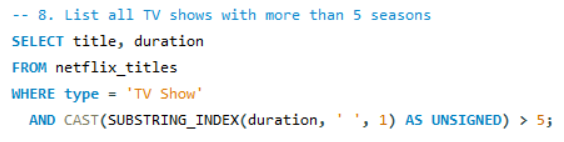 -- 8. List all TV shows with more than 5 seasons
SELECT title, duration
FROM netflix_titles
WHERE type = 'TV Show'
  AND CAST(SUBSTRING_INDEX(duration, ' ', 1) AS UNSIGNED) > 5;